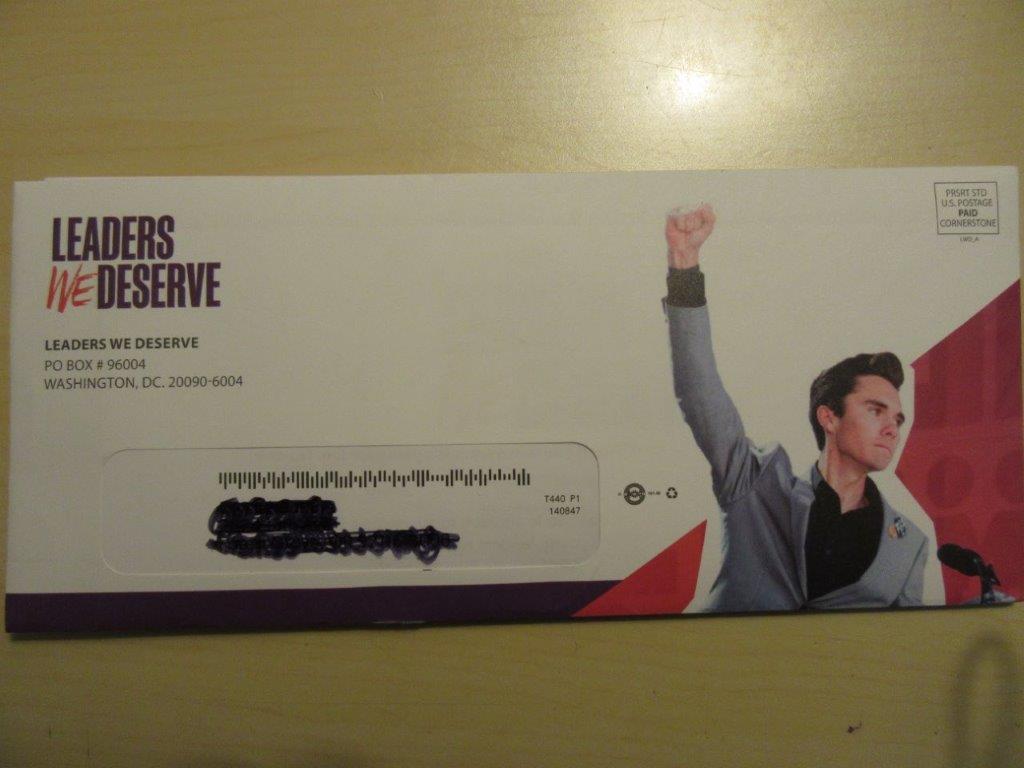 LEADERS
WE DESERVE
LEADERS WE DESERVE
PO BOX # 96004
WASHINGTON, DC. 20090-6004
PRSRT STD
U.S. POSTAGE
PAID
CORNERSTONE
LWD_A
T440 P1
140847